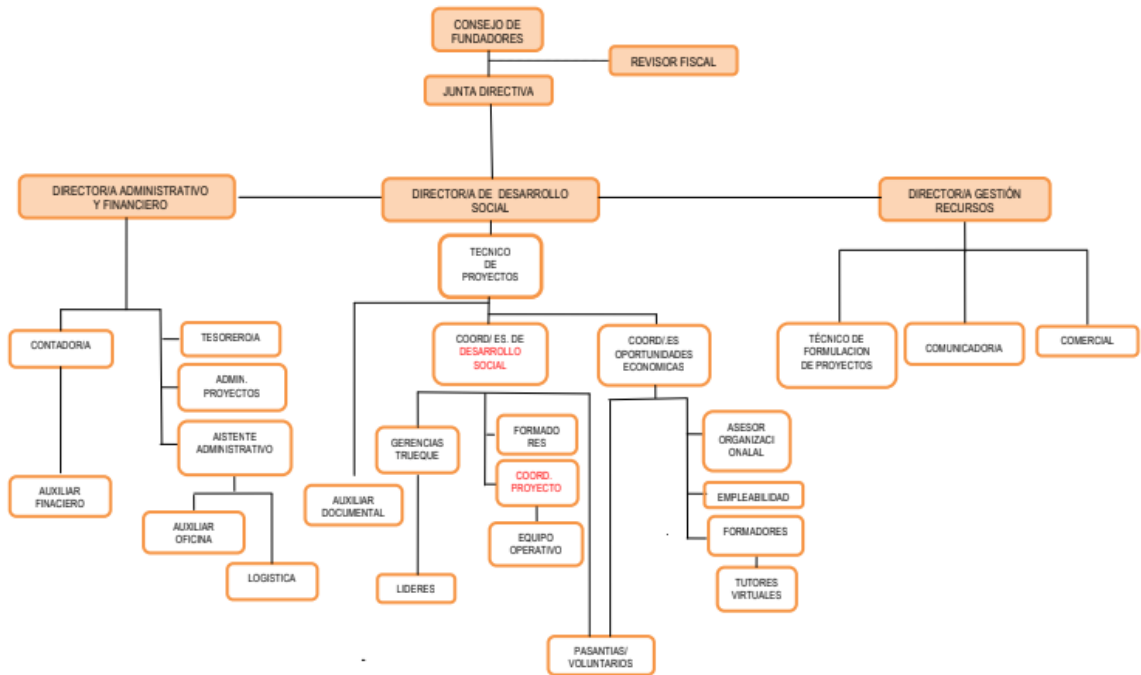 CONSEJO DE
FUNDADORES
REVISOR FISCAL
JUNTA DIRECTIVA
DIRECTOR/A ADMINISTRATIVO
Y FINANCIERO
DIRECTOR/A DE DESARROLLO
SOCIAL
DIRECTOR/A GESTIÓN
RECURSOS
TECNICO
DE
PROYECTOS
CONTADOR/A
TESORERO/A
ADMIN.
PROYECTOS
AISTENTE
ADMINISTRATIVO
AUXILIAR
FINACIERO
AUXILIAR
OFICINA
LOGISTICA
COORD/ ES. DE
DESARROLLO
SOCIAL
COORD/.ES
OPORTUNIDADES
ECONOMICAS
TÉCNICO DE
FORMULACION
DE PROYECTOS
COMUNICADOR/A
COMERCIAL
GERENCIAS
TRUEQUE
FORMADO
RES
COORD.
PROYECTO
AUXILIAR
DOCUMENTAL
EQUIPO
OPERATIVO
LIDERES
ASESOR
ORGANIZACI
ONALAL
EMPLEABILIDAD
FORMADORES
TUTORES
VIRTUALES
PASANTIAS/
VOLUNTARIOS